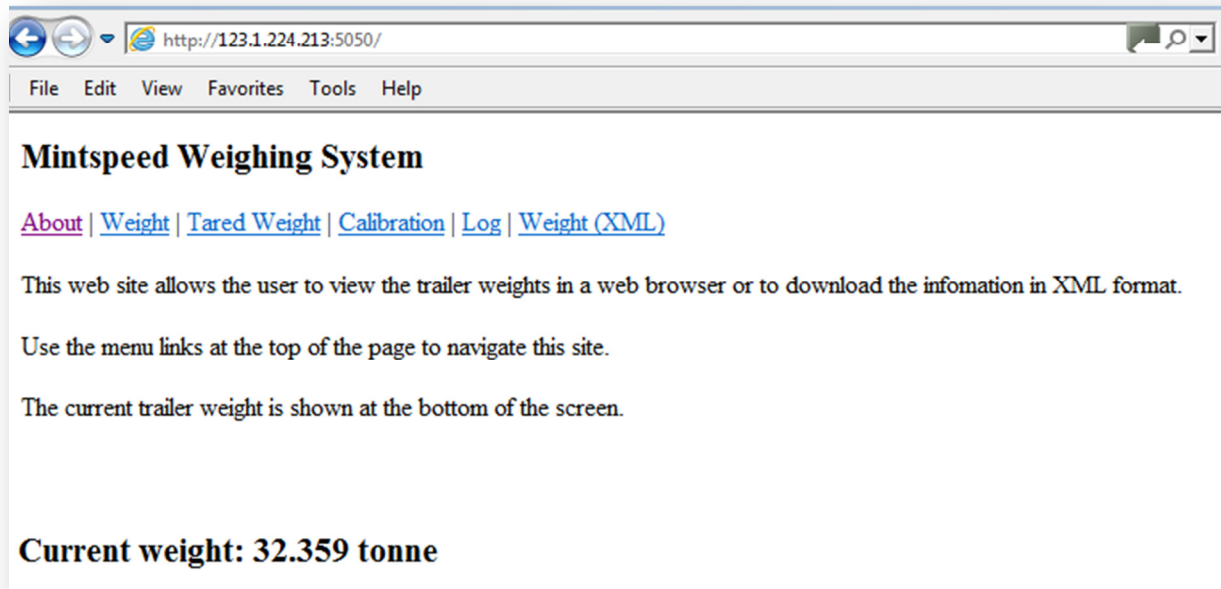 http://123.1.224.213:5050/
File Edit View Favorites Tools Help
Mintspeed Weighing System
About | Weight | Tared Weight | Calibration | Log | Weight (XML)
This web site allows the user to view the trailer weights in a web browser or to download the infomation in XML format.
Use the menu links at the top of the page to navigate this site.
The current trailer weight is shown at the bottom of the screen.
Current weight: 32.359 tonne